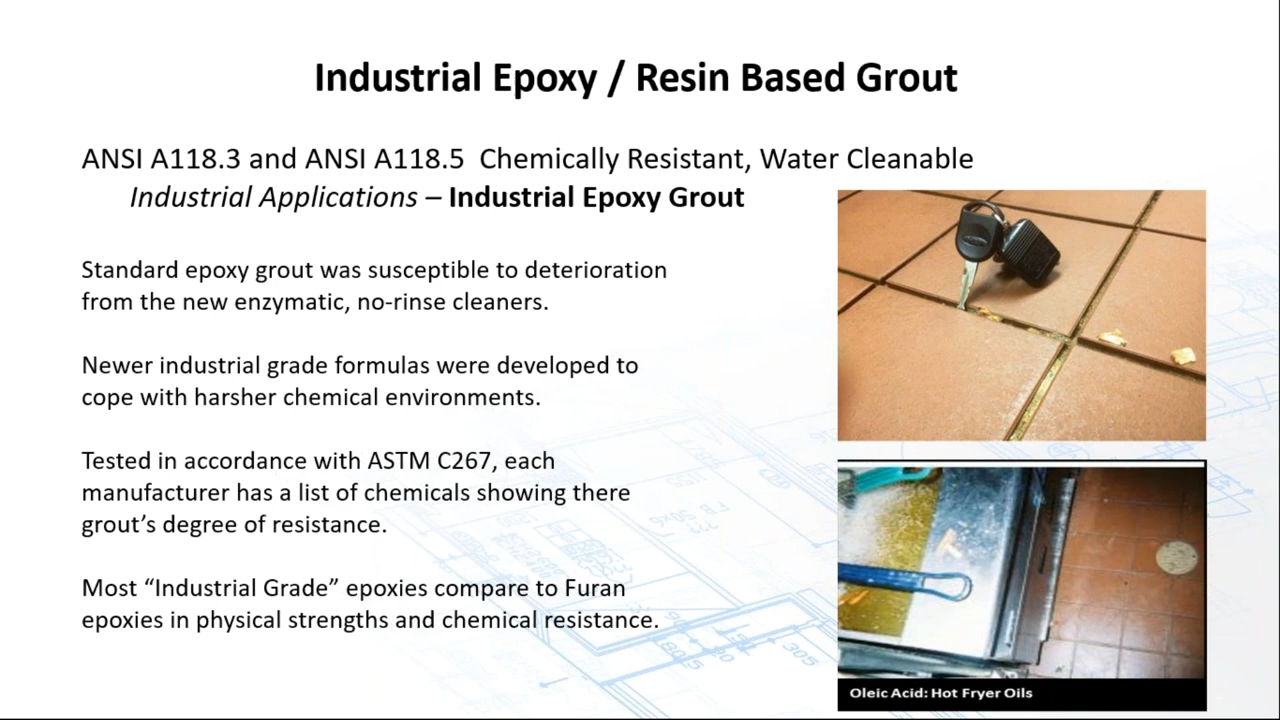 Industrial Epoxy / Resin Based Grout
ANSI A118.3 and ANSI A118.5  Chemically Resistant, Water Cleanable
Industrial Applications – Industrial Epoxy Grout
Standard epoxy grout was susceptible to deterioration
from the new enzymatic, no-rinse cleaners.
Newer industrial grade formulas were developed to
cope with harsher chemical environments.
Tested in accordance with ASTM C267, each
manufacturer has a list of chemicals showing there
grout’s degree of resistance.
Most “Industrial Grade” epoxies compare to Furan
epoxies in physical strengths and chemical resistance.
305
Oleic Acid: Hot Fryer Oils